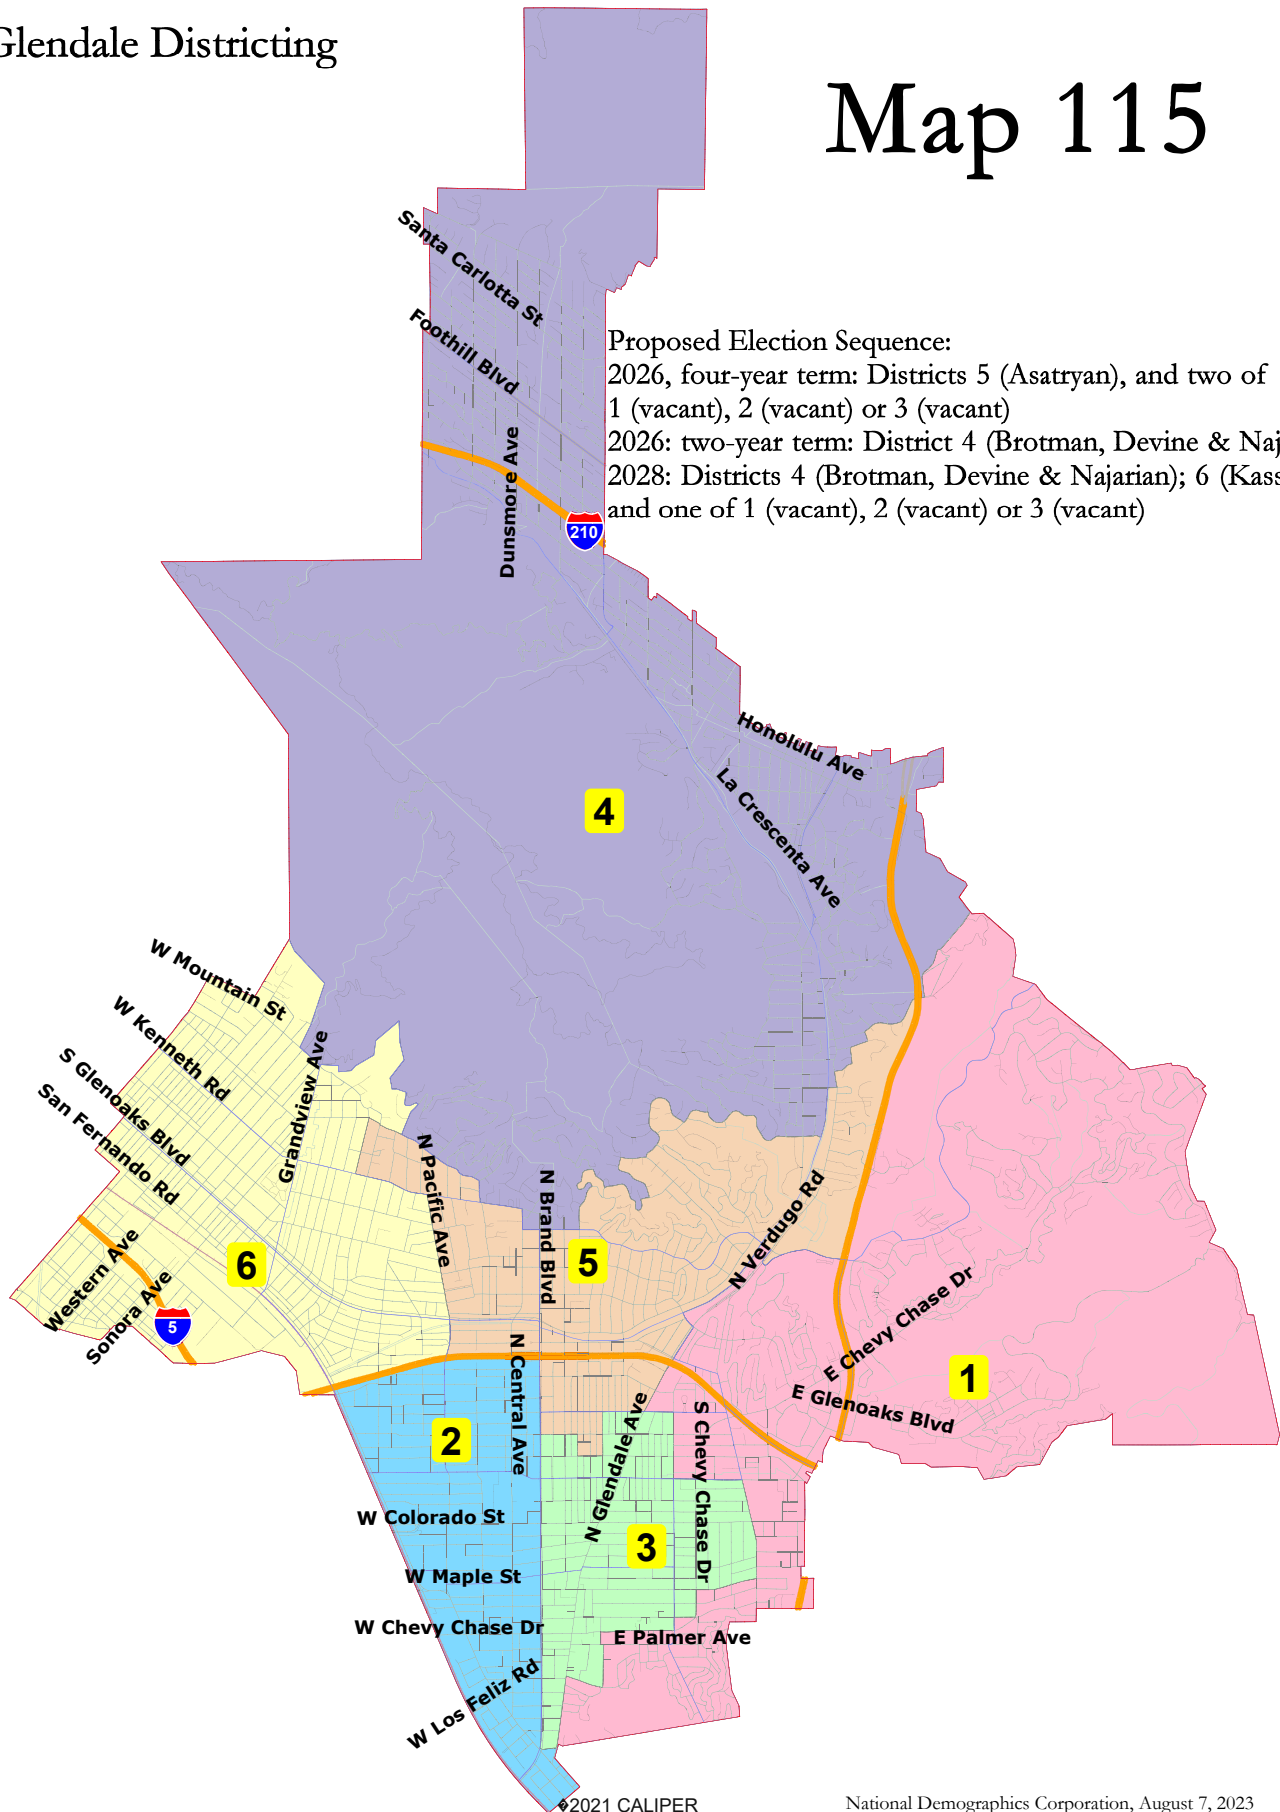 Glendale Districting
Map 115
Santa Carlotta St
Foothill Blvd
Proposed Election Sequence:
2026, four-year term: Districts 5 (Asatryan), and two of
1 (vacant), 2 (vacant) or 3 (vacant)
2026: two-year term: District 4 (Brotman, Devine & Naj
2028: Districts 4 (Brotman, Devine & Najarian); 6 (Kass
and one of 1 (vacant), 2 (vacant) or 3 (vacant)
Dunsmore Ave
210
Honolulu Ave
La Crescenta Ave
4
W Mountain St
W Kenneth Rd
S Glenoaks Blvd
San Fernando Rd
Grandview Ave
N Pacific Ave
N Brand Blvd
N Verdugo Rd
Western Ave
Sonora Ave
6
5
5
E Chevy Chase Dr
E Glenoaks Blvd
1
N Central Ave
2
N Glendale Ave
S Chevy Chase Dr
W Colorado St
3
W Maple St
W Chevy Chase Dr
E Palmer Ave
W Los Feliz Rd
�2021 CALIPER
National Demographics Corporation, August 7, 2023